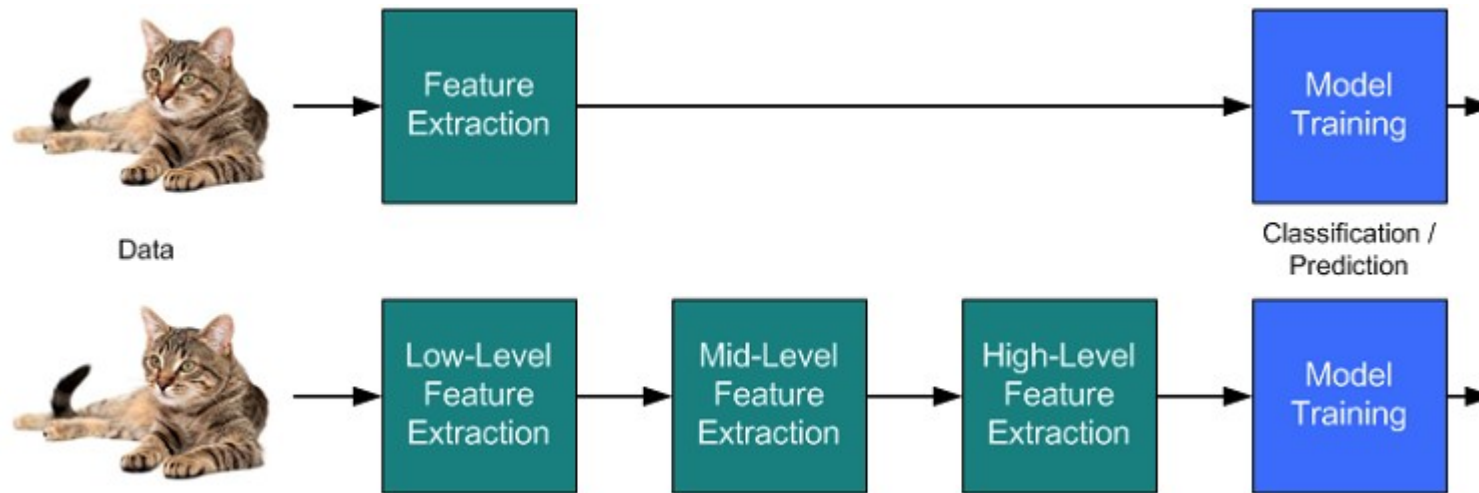 Feature
Extraction
Model
Training
Data
Classification /
Prediction
Low-Level
Feature
Extraction
Mid-Level
Feature
Extraction
High-Level
Feature
Extraction
Model
Training